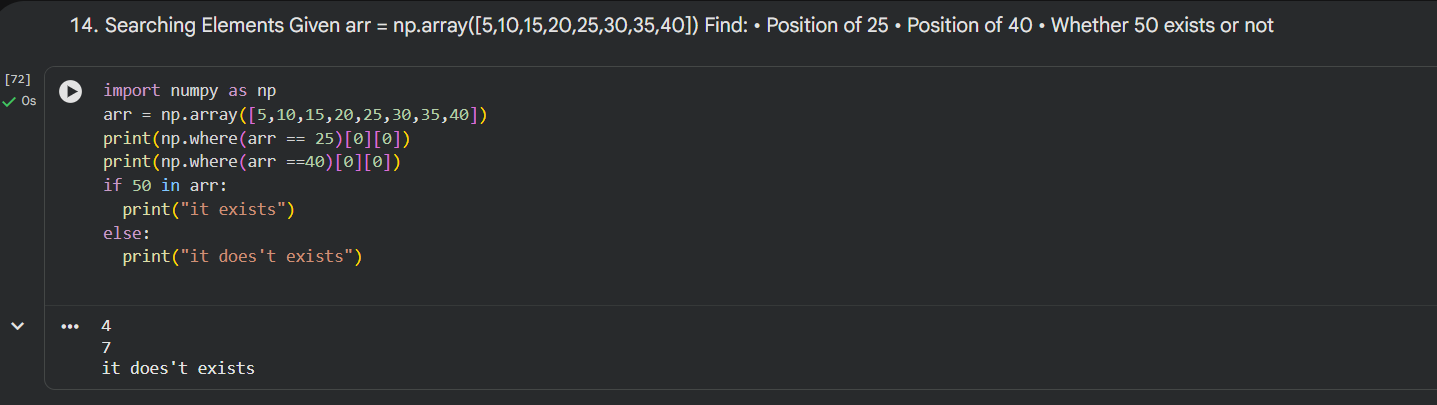 14. Searching Elements Given arr = np.array([5,10,15,20,25,30,35,40]) Find: • Position of 25 • Position of 40 • Whether 50 exists or not
[72]
0s
import numpy as np
arr = np.array([5,10,15,20,25,30,35,40])
print(np.where(arr == 25)[0][0])
print(np.where(arr ==40)[0][0])
if 50 in arr:
  print("it exists")
else:
  print("it does't exists")
4
7
it does't exists